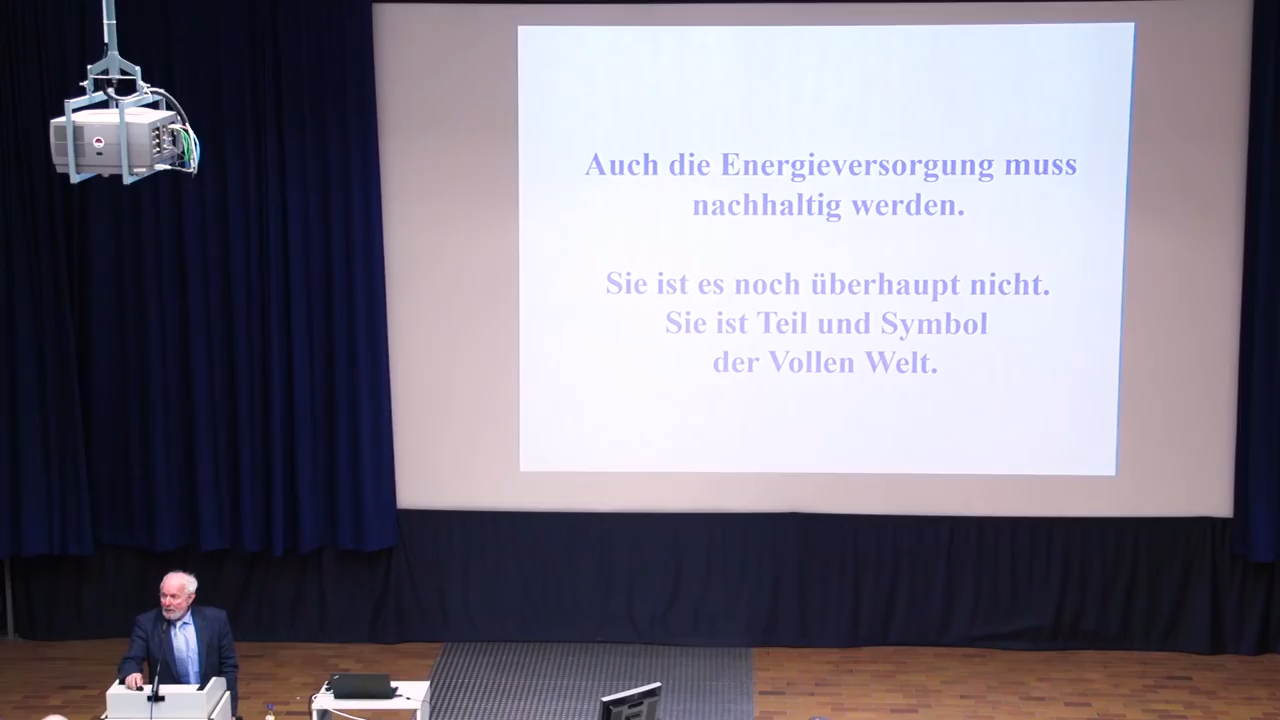 Auch die Energieversorgung muss
nachhaltig werden.
Sie ist es noch überhaupt nicht.
Sie ist Teil und Symbol
der Vollen Welt.